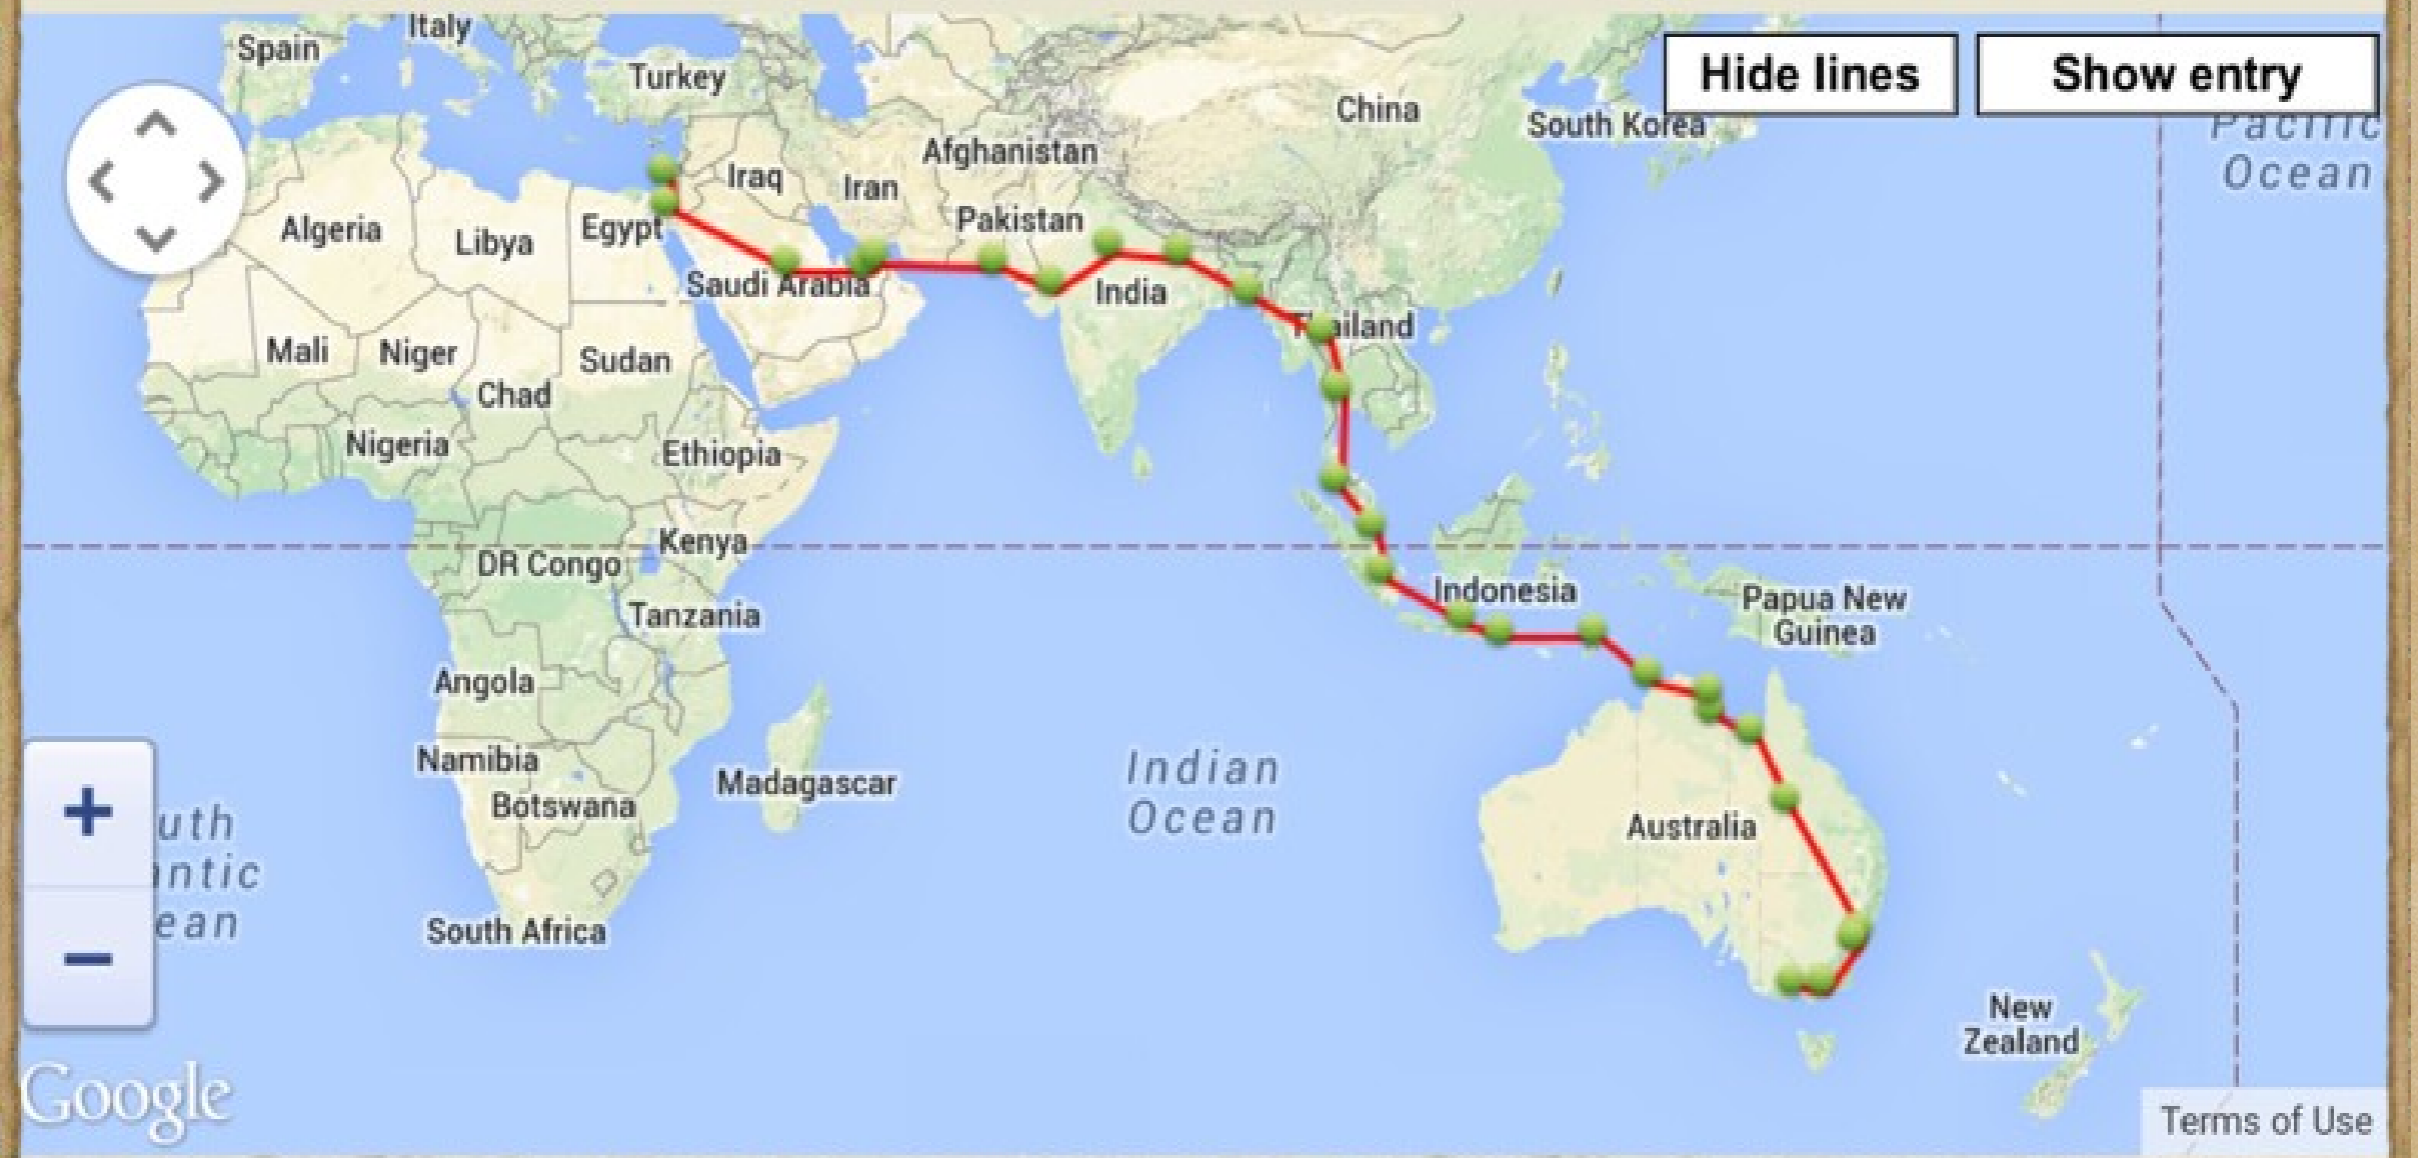 Italy
Spain
Turkey
Hide lines
Show entry
China
South Korea
Pacific
Ocean
Afghanistan
Iraq
Iran
Algeria
Libya
Egypt
Pakistan
Saudi Arabia
India
Thailand
Mali
Niger
Sudan
Chad
Nigeria
Ethiopia
Kenya
DR Congo
Tanzania
Indonesia
Papua New
Guinea
Angola
Namibia
Botswana
Madagascar
Indian
Ocean
Australia
uth
antic
ean
South Africa
New
Zealand
+
−
Google
Terms of Use